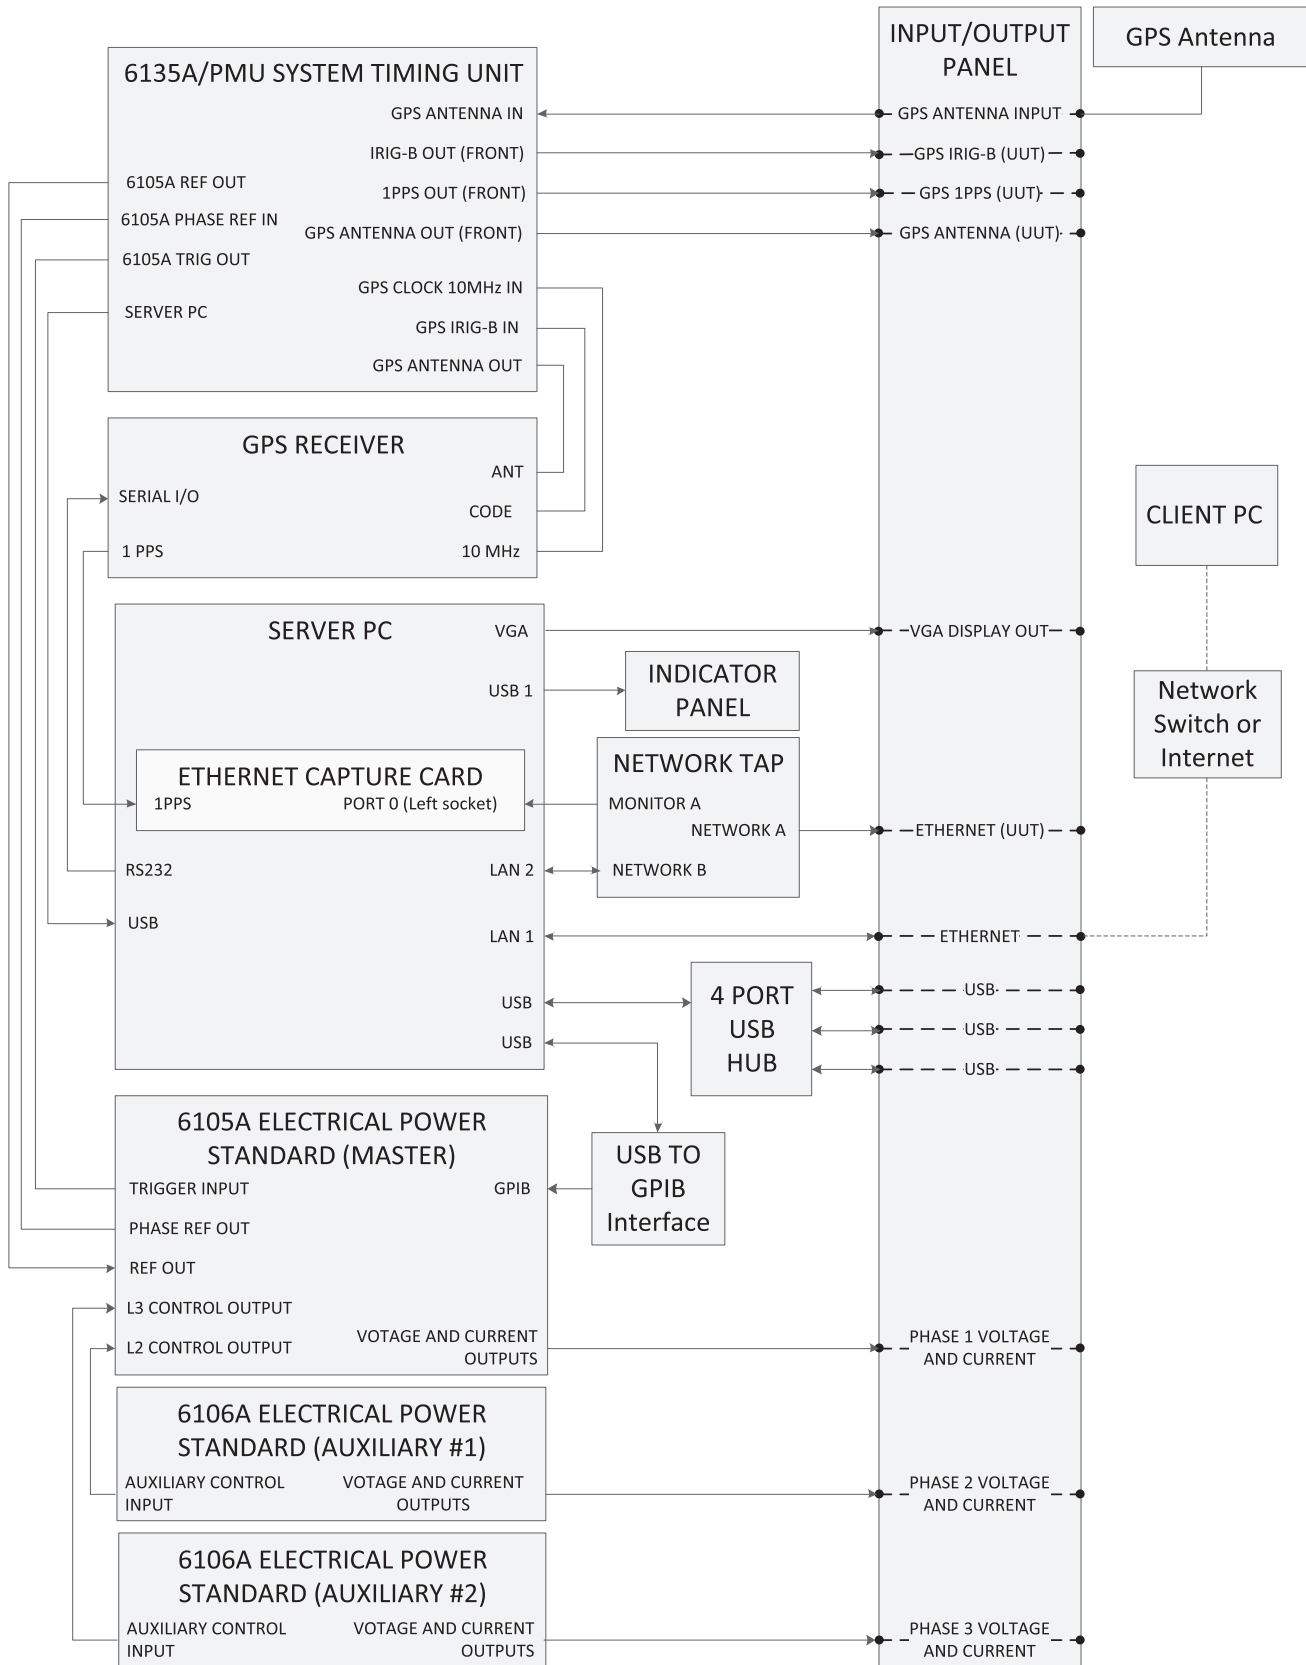 INPUT/OUTPUT
PANEL
GPS Antenna
6135A/PMU SYSTEM TIMING UNIT
GPS ANTENNA IN
GPS ANTENNA INPUT
IRIG-B OUT (FRONT)
GPS IRIG-B (UUT)
6105A REF OUT
1PPS OUT (FRONT)
GPS 1PPS (UUT)
6105A PHASE REF IN
GPS ANTENNA OUT (FRONT)
GPS ANTENNA (UUT)
6105A TRIG OUT
GPS CLOCK 10MHz IN
SERVER PC
GPS IRIG-B IN
GPS ANTENNA OUT
GPS RECEIVER
ANT
SERIAL I/O
CODE
1 PPS
10 MHz
CLIENT PC
SERVER PC
VGA
VGA DISPLAY OUT
USB 1
INDICATOR
PANEL
Network
Switch or
Internet
ETHERNET CAPTURE CARD
1PPS
PORT 0 (Left socket)
NETWORK TAP
MONITOR A
NETWORK A
ETHERNET (UUT)
RS232
LAN 2
NETWORK B
USB
LAN 1
ETHERNET
USB
4 PORT
USB
HUB
USB
USB
USB
USB
6105A ELECTRICAL POWER
STANDARD (MASTER)
TRIGGER INPUT
GPIB
USB TO
GPIB
Interface
PHASE REF OUT
REF OUT
L3 CONTROL OUTPUT
L2 CONTROL OUTPUT
VOTAGE AND CURRENT
OUTPUTS
PHASE 1 VOLTAGE
AND CURRENT
6106A ELECTRICAL POWER
STANDARD (AUXILIARY #1)
AUXILIARY CONTROL
INPUT
VOTAGE AND CURRENT
OUTPUTS
PHASE 2 VOLTAGE
AND CURRENT
6106A ELECTRICAL POWER
STANDARD (AUXILIARY #2)
AUXILIARY CONTROL
INPUT
VOTAGE AND CURRENT
OUTPUTS
PHASE 3 VOLTAGE
AND CURRENT